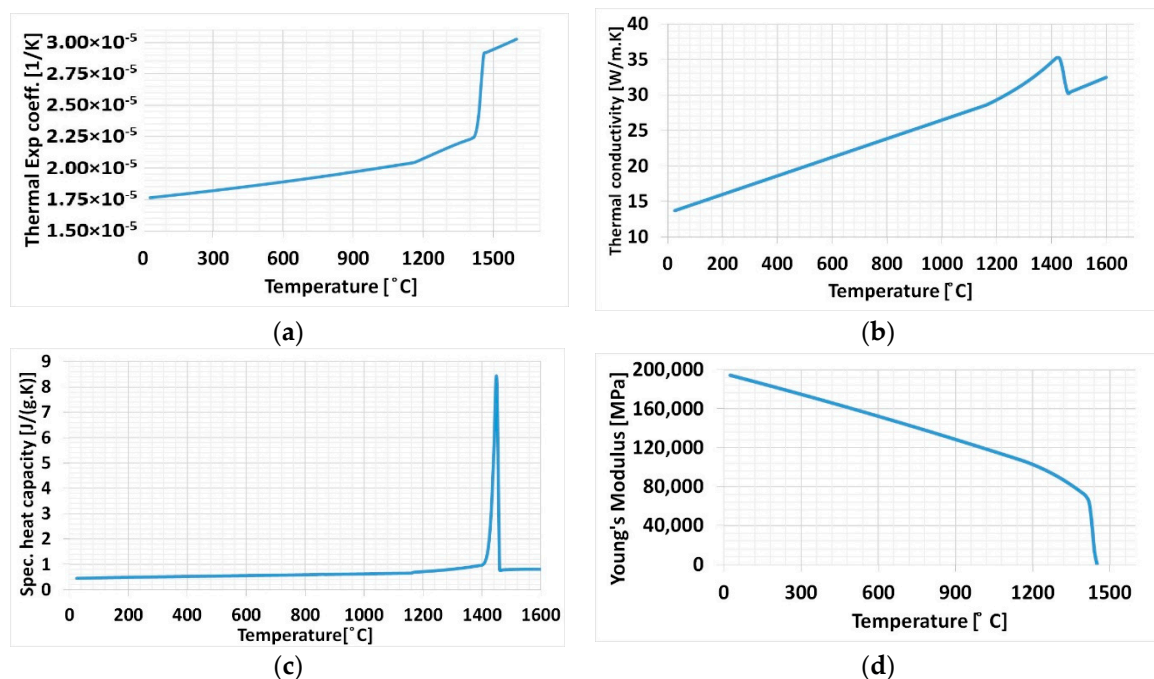 Thermal Exp coeff. [1/K]
3.00×10⁻⁵
2.75×10⁻⁵
2.50×10⁻⁵
2.25×10⁻⁵
2.00×10⁻⁵
1.75×10⁻⁵
1.50×10⁻⁵
0 300 600 900 1200 1500
Temperature [˚C]
(a)
Thermal conductivity [W/m.K]
40
35
30
25
20
15
10
0 200 400 600 800 1000 1200 1400 1600
Temperature [˚C]
(b)
Spec. heat capacity [J/(g.K)]
9
8
7
6
5
4
3
2
1
0
0 200 400 600 800 1000 1200 1400 1600
Temperature[˚C]
(c)
Young's Modulus [MPa]
200,000
160,000
120,000
80,000
40,000
0
0 300 600 900 1200 1500
Temperature [˚ C]
(d)